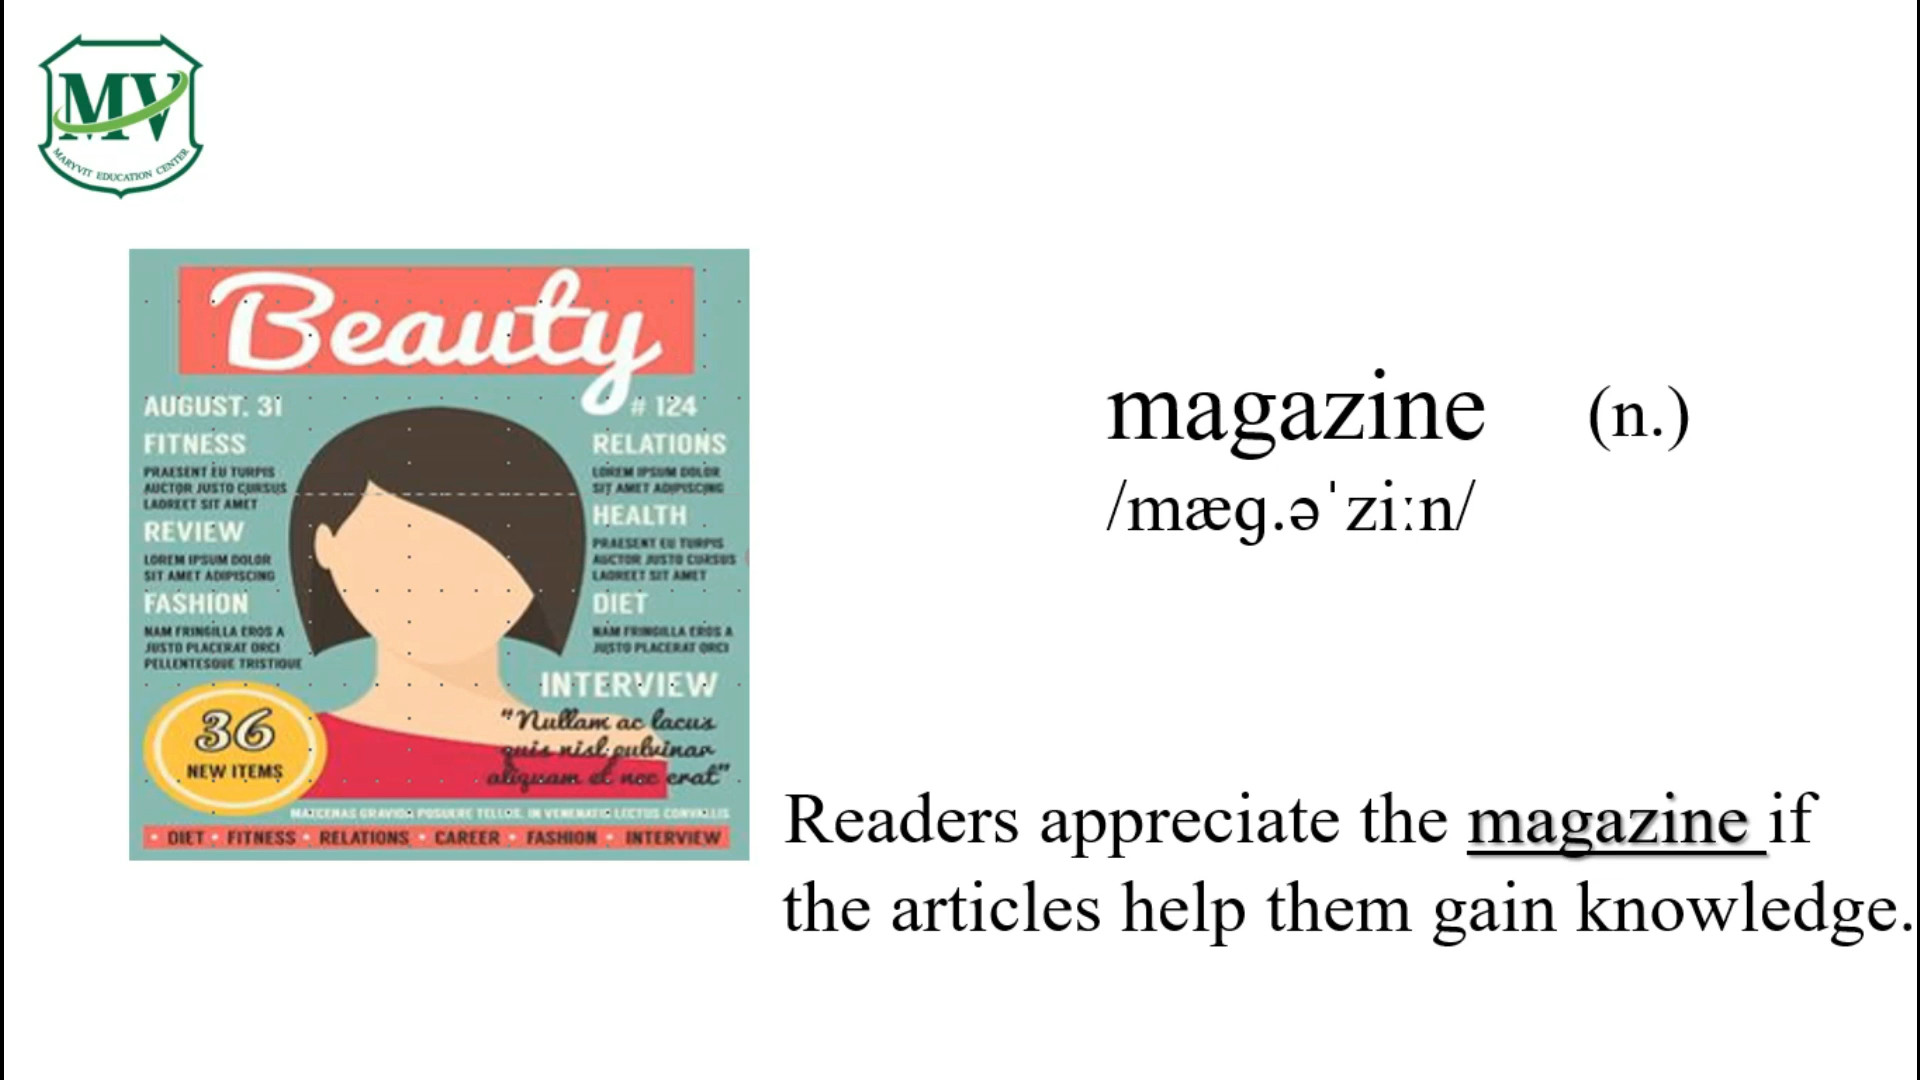 MV
MARYVIT EDUCATION CENTER
Beauty
AUGUST. 31
# 124
FITNESS
PRAESENT EU TURPIS
AUCTOR JUSTO CURSUS
LAOREET SIT AMET
REVIEW
LOREM IPSUM DOLOR
SIT AMET ADIPISCING
FASHION
NAM FRINGILLA EROS A
JUSTO PLACERAT ORCI
PELLENTESQUE TRISTIQUE
RELATIONS
LOREM IPSUM DOLOR
SIT AMET ADIPISCING
HEALTH
PRAESENT EU TURPIS
AUCTOR JUSTO CURSUS
LAOREET SIT AMET
DIET
NAM FRINGILLA EROS A
JUSTO PLACERAT ORCI
INTERVIEW
"Nullam ac lacus
quis nisl pulvinar
aliquam et nec erat"
36
NEW ITEMS
MAECENAS GRAVIDA POSUERE TELLUS. IN VENENATIS LECTUS CONVALLIS
• DIET • FITNESS • RELATIONS • CAREER • FASHION • INTERVIEW
magazine (n.)
/mæɡ.əˈziːn/
Readers appreciate the magazine if
the articles help them gain knowledge.